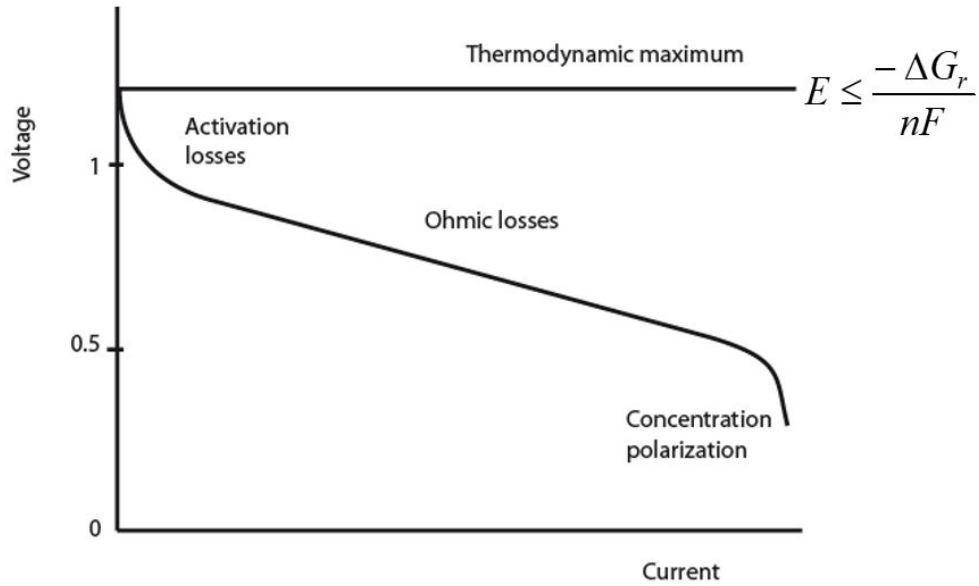 Thermodynamic maximum
E ≤ −ΔG_r / nF
Activation
losses
Voltage
1
Ohmic losses
0.5
Concentration
polarization
0
Current